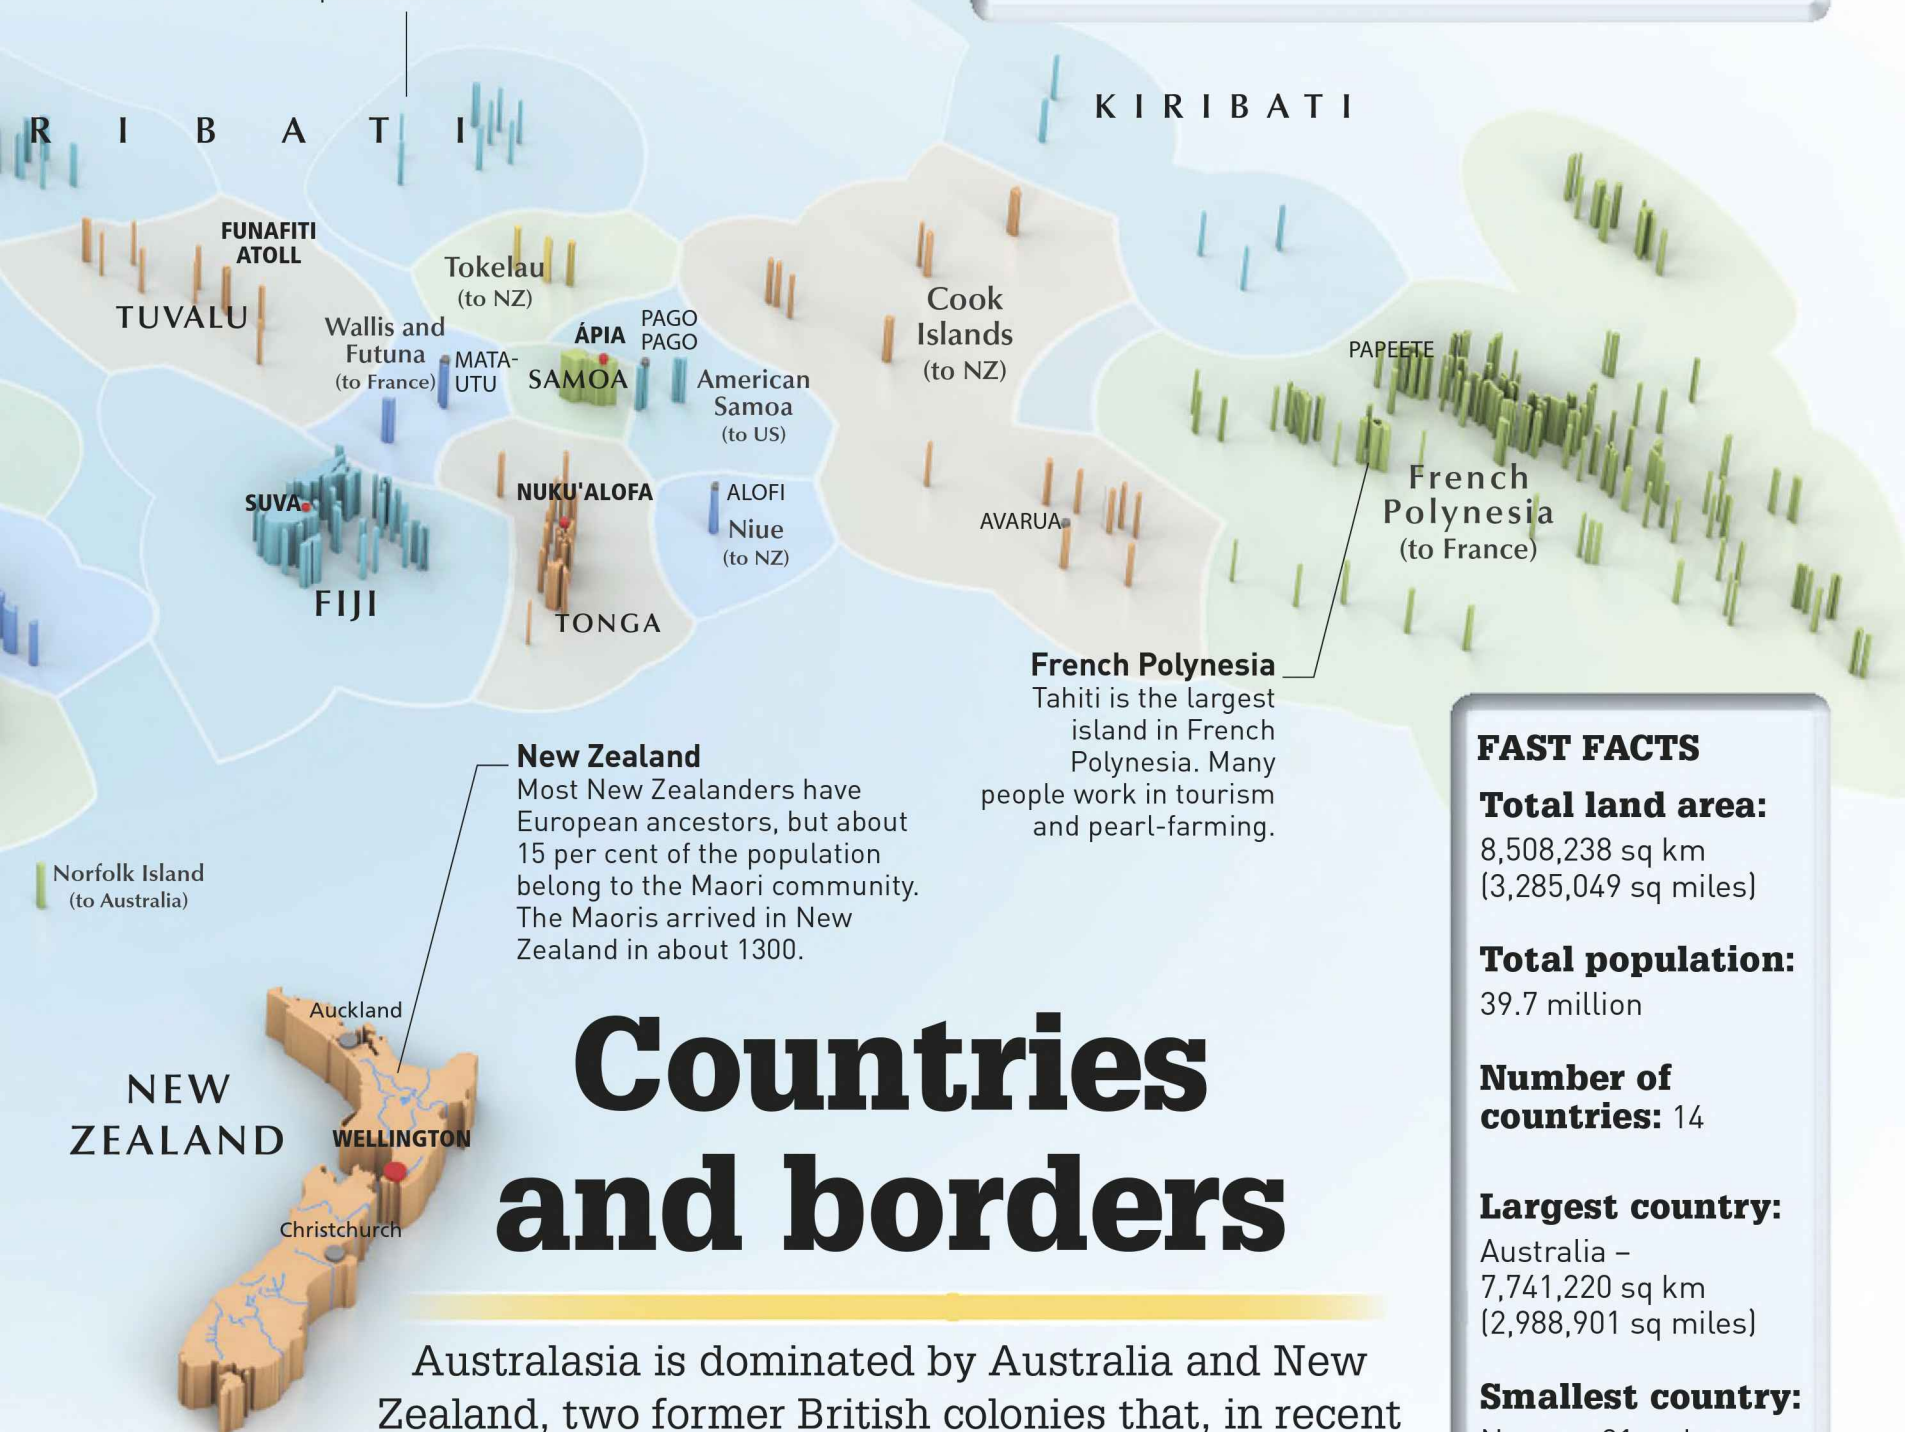 R I B A T I
KIRIBATI
FUNAFITI
ATOLL
TUVALU
Tokelau
(to NZ)
Wallis and
Futuna
(to France)
MATA-
UTU
ÁPIA
SAMOA
PAGO
PAGO
American
Samoa
(to US)
Cook
Islands
(to NZ)
PAPEETE
French
Polynesia
(to France)
SUVA
FIJI
NUKU'ALOFA
TONGA
ALOFI
Niue
(to NZ)
AVARUA
French Polynesia
Tahiti is the largest
island in French
Polynesia. Many
people work in tourism
and pearl-farming.
New Zealand
Most New Zealanders have
European ancestors, but about
15 per cent of the population
belong to the Maori community.
The Maoris arrived in New
Zealand in about 1300.
Norfolk Island
(to Australia)
Auckland
NEW
ZEALAND
WELLINGTON
Christchurch
Countries
and borders
Australasia is dominated by Australia and New
Zealand, two former British colonies that, in recent
FAST FACTS
Total land area:
8,508,238 sq km
(3,285,049 sq miles)
Total population:
39.7 million
Number of
countries: 14
Largest country:
Australia –
7,741,220 sq km
(2,988,901 sq miles)
Smallest country: